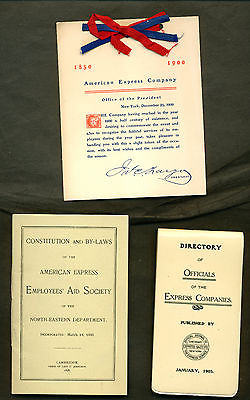 1850 1900
American Express Company
Office of the President
New York, December 25, 1900
THE Company having reached in the year
1900 a half century of existence, and
desiring to commemorate the event and
also to recognize the faithful services of its
employees during the year past, takes pleasure in
handing you with this a slight token of the occa-
sion, with its best wishes and the compliments of
the season.
PRESIDENT
CONSTITUTION AND BY-LAWS
OF THE
AMERICAN EXPRESS
EMPLOYEES' AID SOCIETY
OF THE
NORTH-EASTERN DEPARTMENT.
INCORPORATED
CAMBRIDGE
DIRECTORY
OF
OFFICIALS
OF THE
EXPRESS COMPANIES.
PUBLISHED BY
JANUARY, 1905.